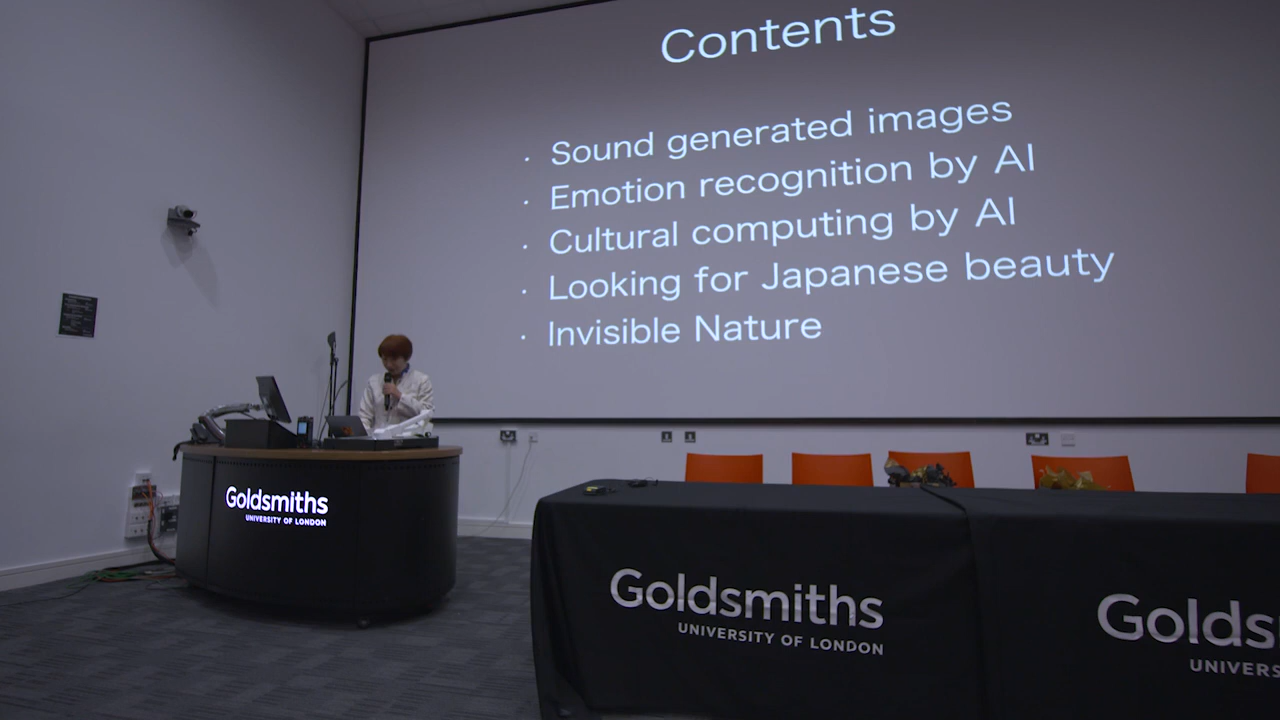 Contents
· Sound generated images
· Emotion recognition by AI
· Cultural computing by AI
· Looking for Japanese beauty
· Invisible Nature
Goldsmiths
UNIVERSITY OF LONDON
Goldsmiths
UNIVERSITY OF LONDON
Golds
UNIVERS